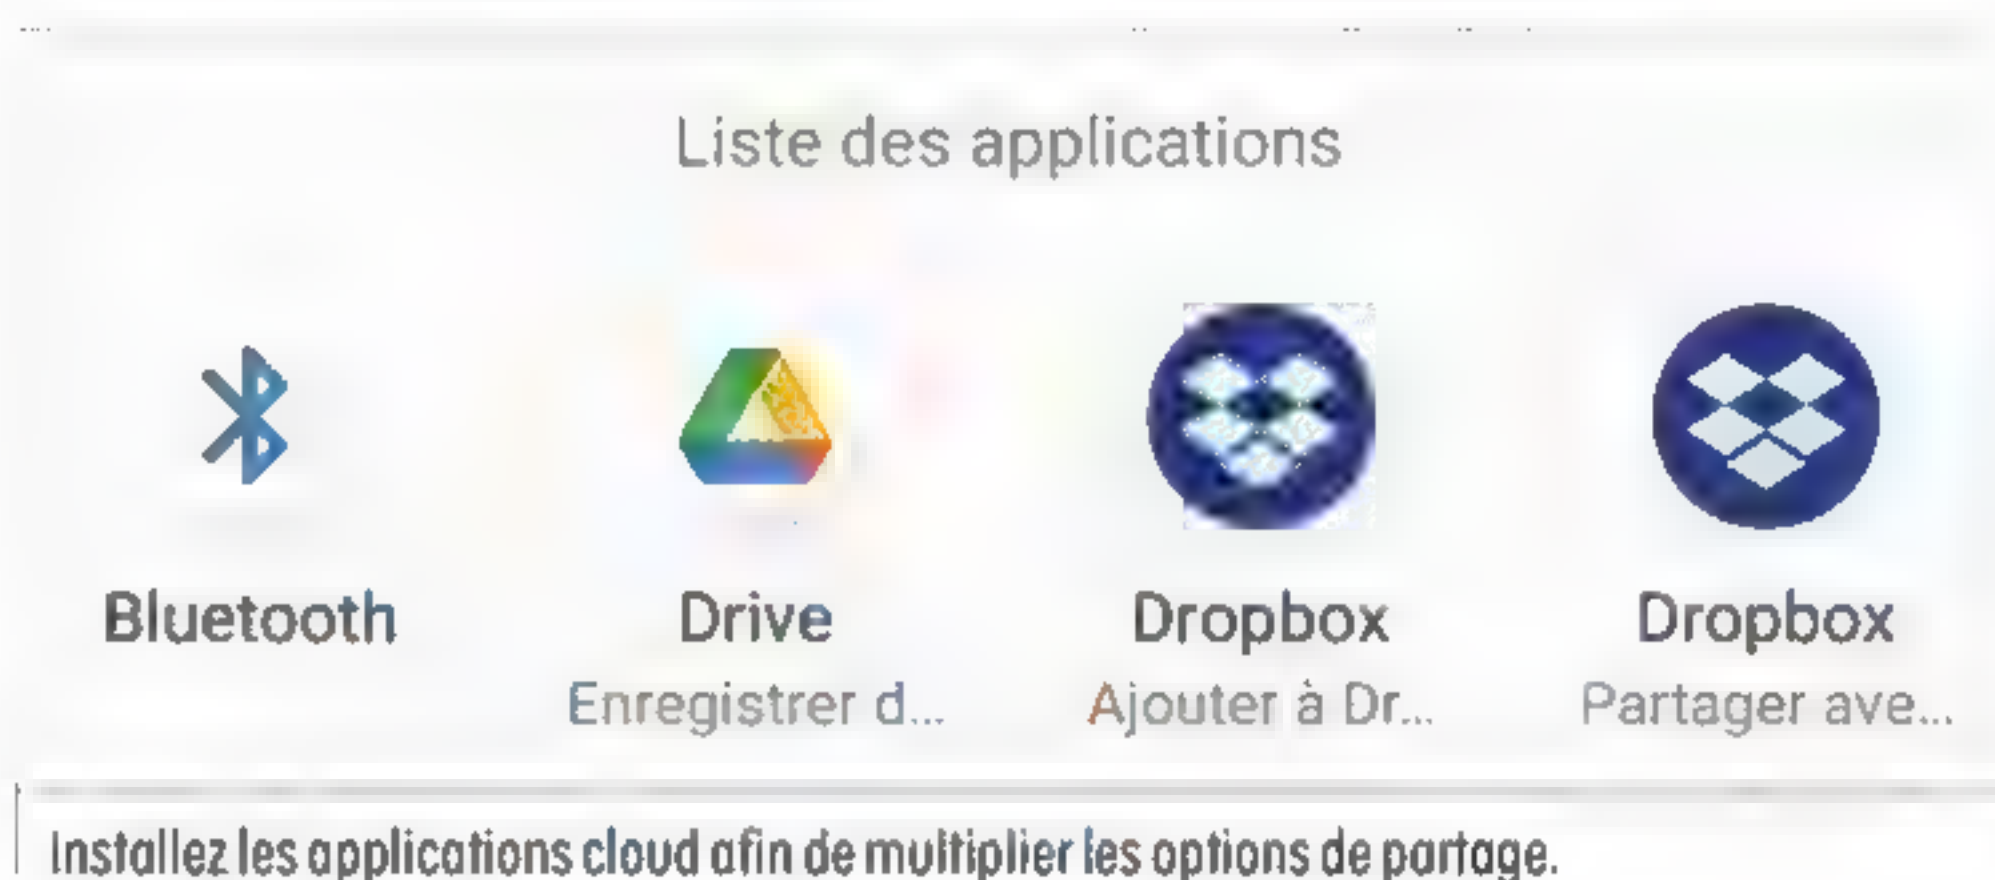 Liste des applications
Bluetooth
Drive
Dropbox
Dropbox
Enregistrer d...
Ajouter à Dr...
Partager ave...
Installez les applications cloud afin de multiplier les options de partage.